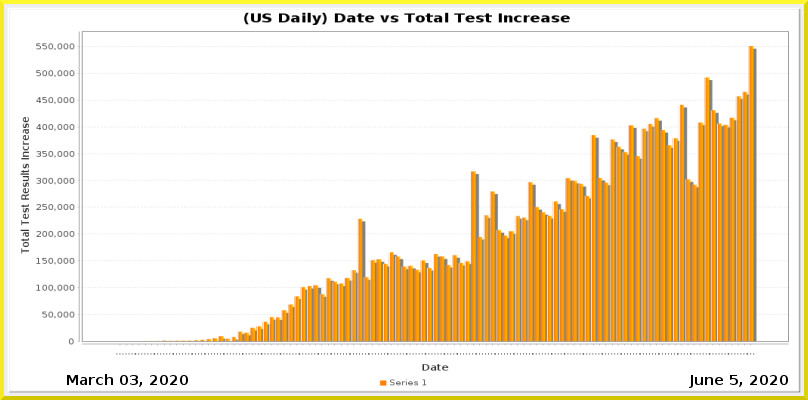 (US Daily) Date vs Total Test Increase
Total Test Results Increase
550,000
500,000
450,000
400,000
350,000
300,000
250,000
200,000
150,000
100,000
50,000
0
Date
March 03, 2020
Series 1
June 5, 2020